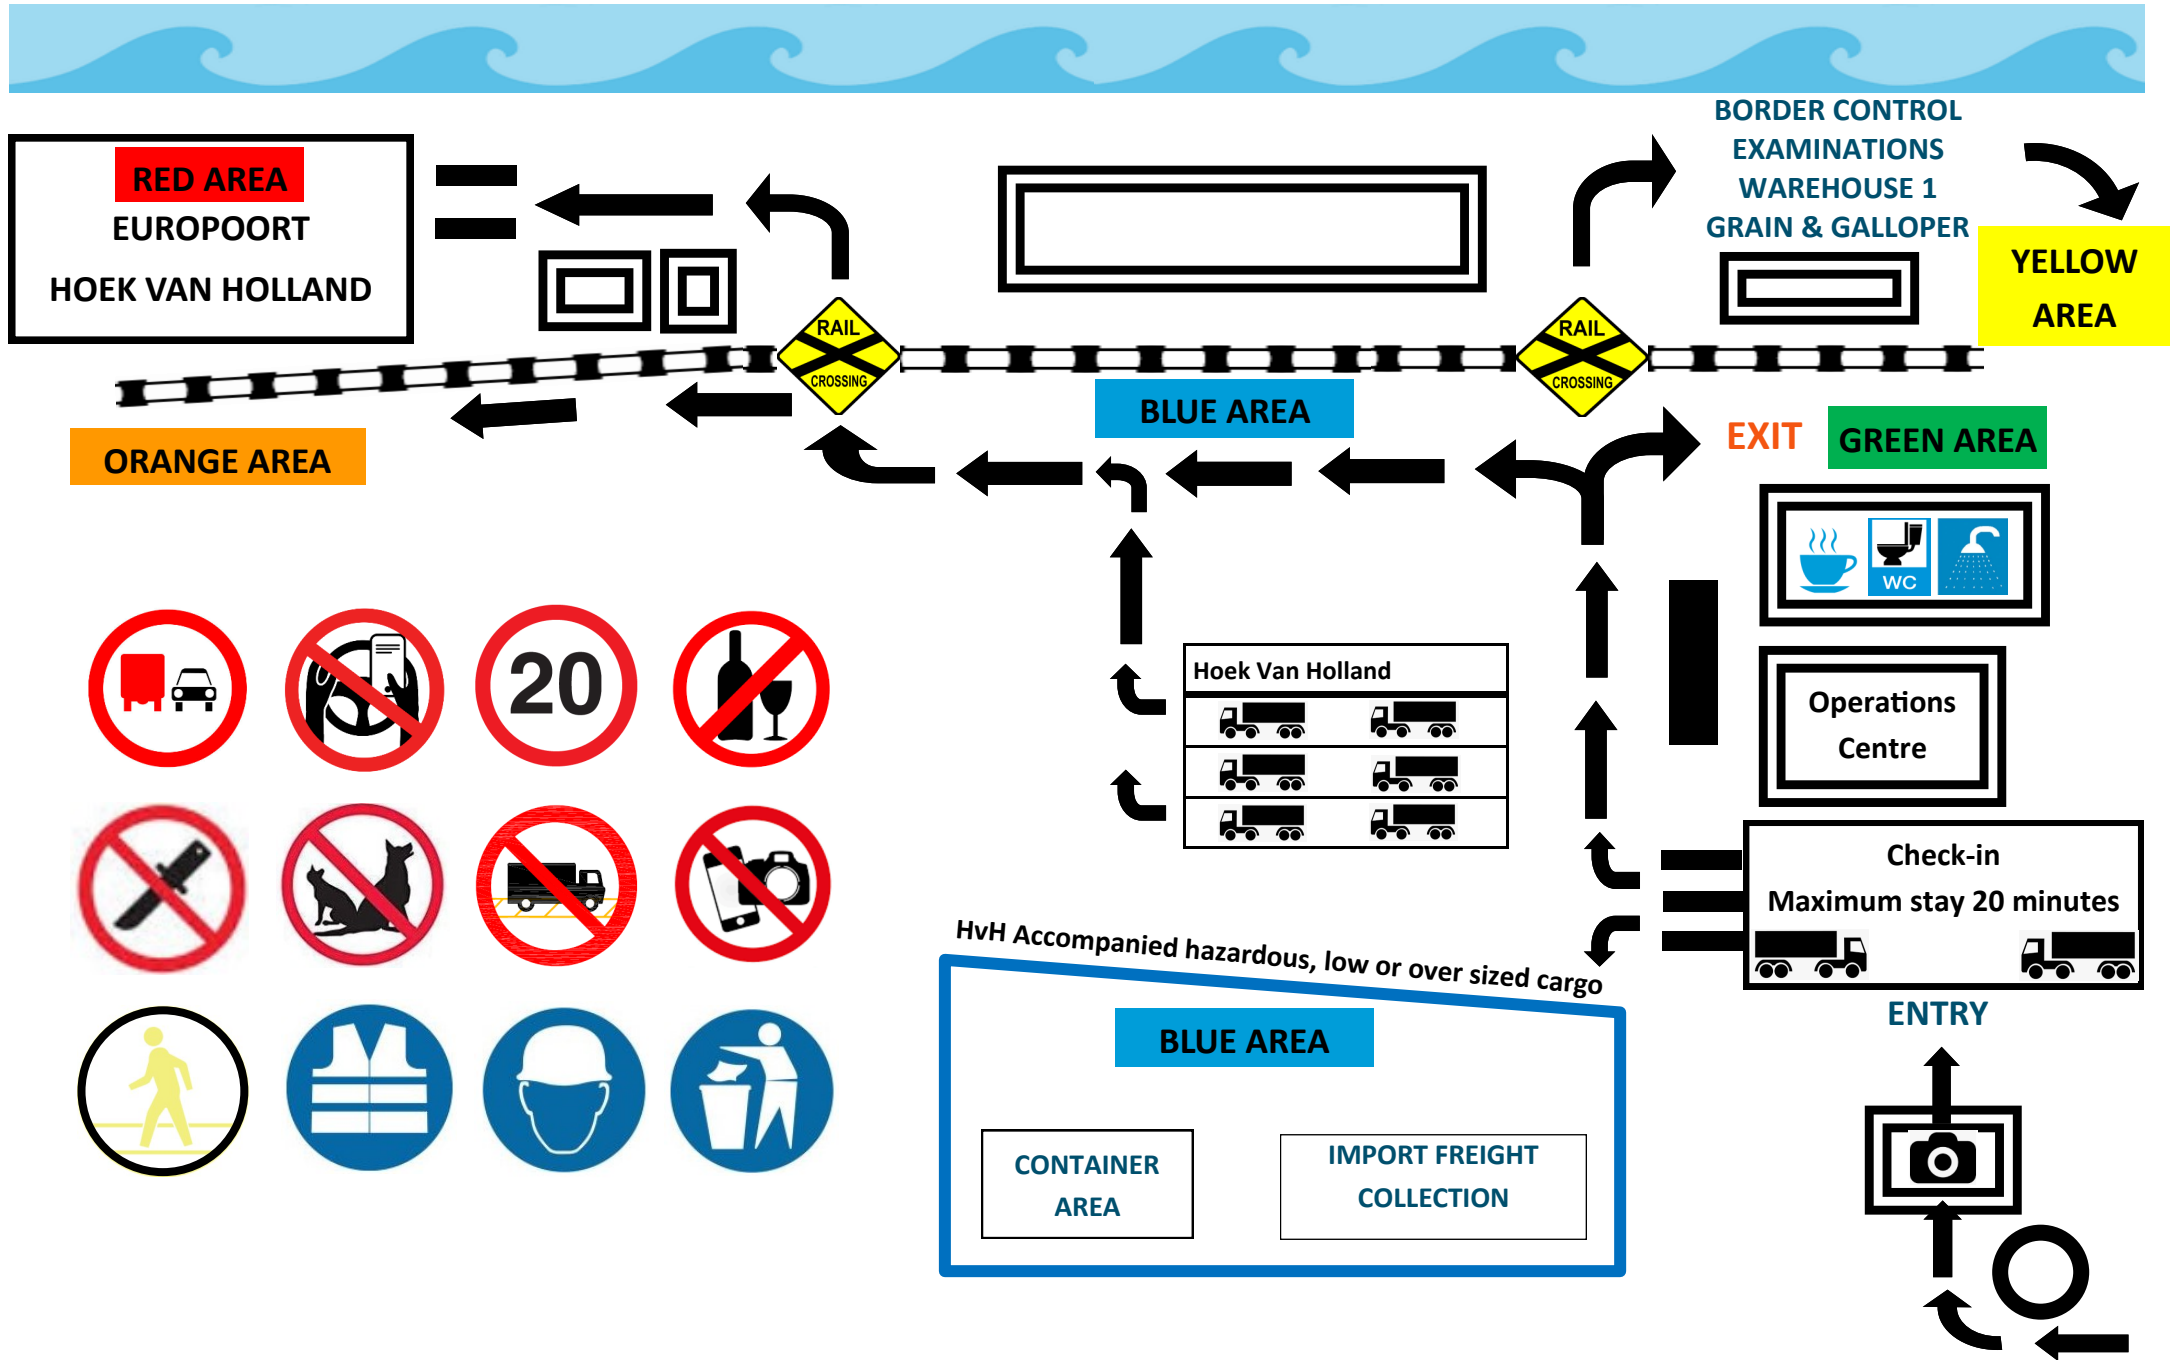 BORDER CONTROL
EXAMINATIONS
WAREHOUSE 1
GRAIN & GALLOPER
RED AREA
EUROPOORT
HOEK VAN HOLLAND
YELLOW
AREA
RAIL
CROSSING
RAIL
CROSSING
BLUE AREA
EXIT
GREEN AREA
ORANGE AREA
WC
20
Hoek Van Holland
Operations
Centre
Check-in
Maximum stay 20 minutes
HvH Accompanied hazardous, low or over sized cargo
ENTRY
BLUE AREA
CONTAINER
AREA
IMPORT FREIGHT
COLLECTION